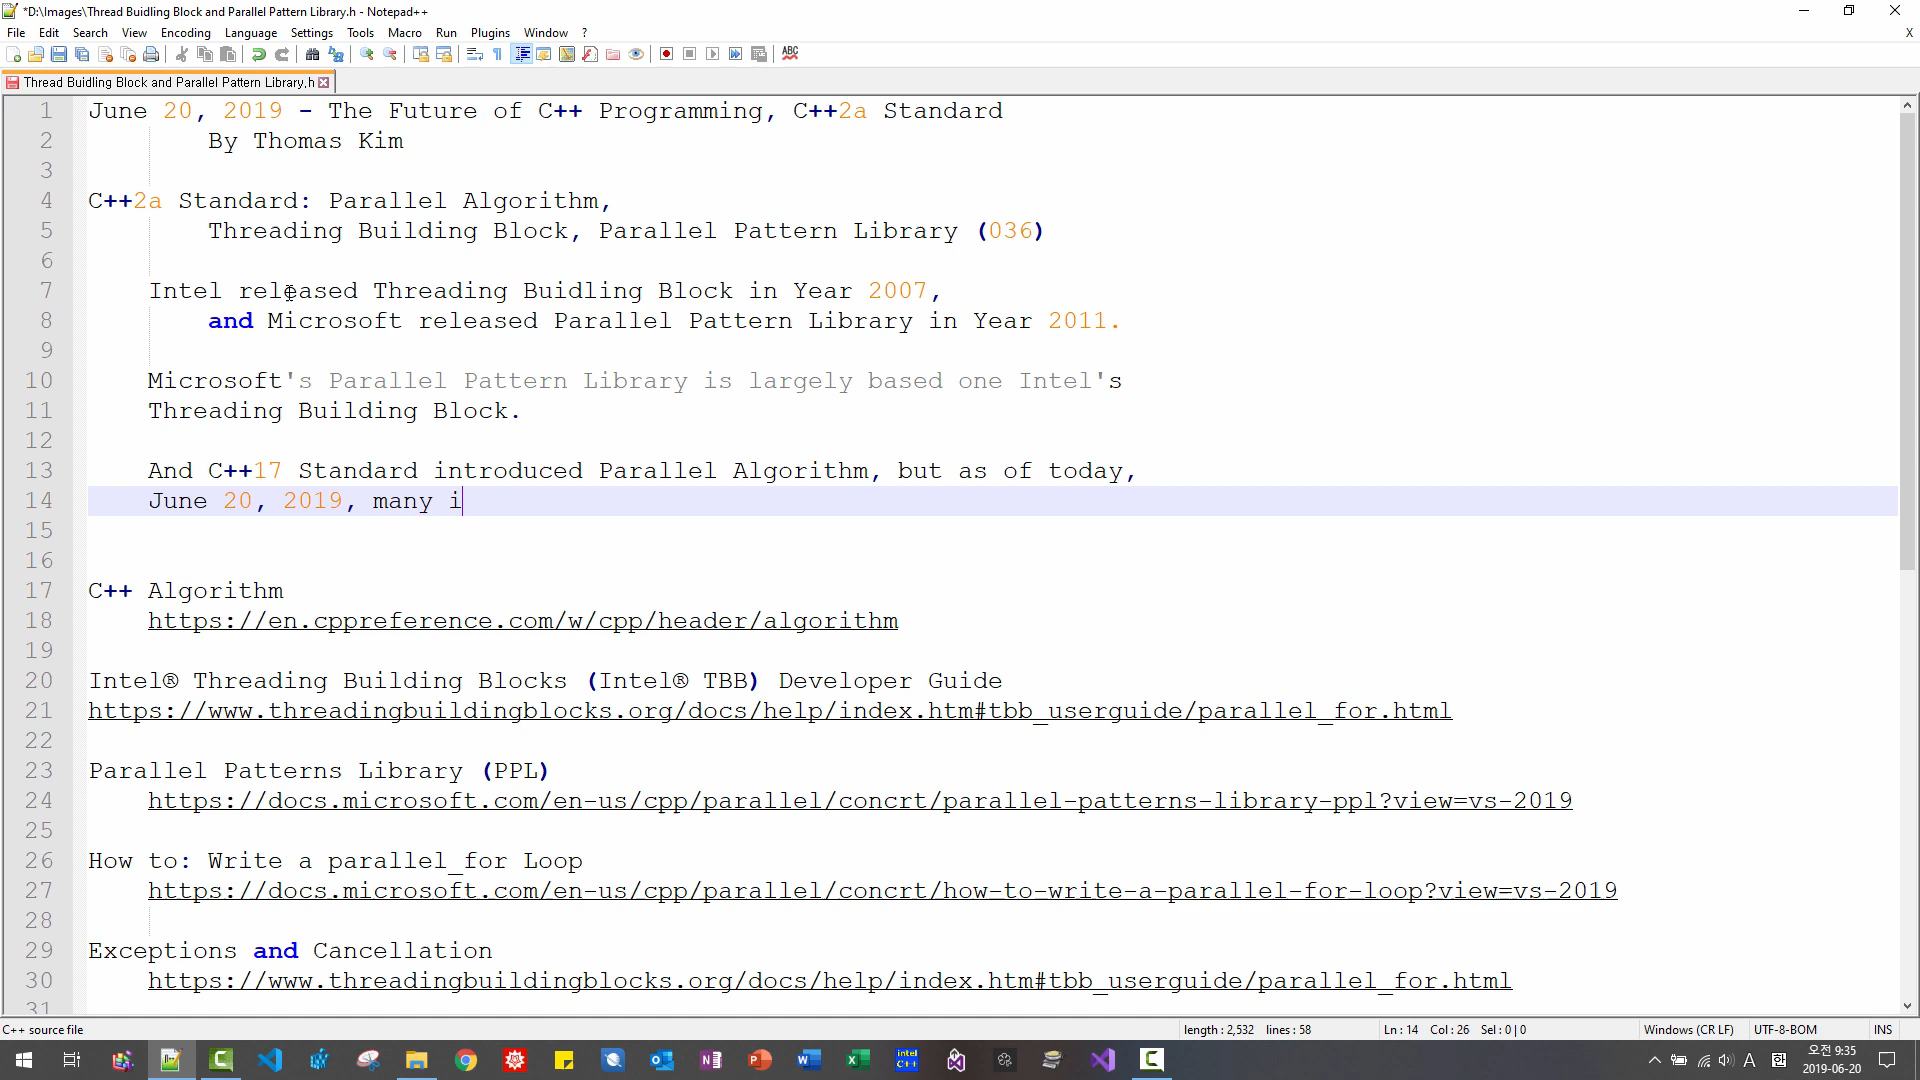 *D:\Images\Thread Buidling Block and Parallel Pattern Library.h - Notepad++
File Edit Search View Encoding Language Settings Tools Macro Run Plugins Window ? X
ABC
Thread Buidling Block and Parallel Pattern Library.h
1 June 20, 2019 - The Future of C++ Programming, C++2a Standard
2 By Thomas Kim
3
4 C++2a Standard: Parallel Algorithm,
5 Threading Building Block, Parallel Pattern Library (036)
6
7 Intel released Threading Buidling Block in Year 2007,
8 and Microsoft released Parallel Pattern Library in Year 2011.
9
10 Microsoft's Parallel Pattern Library is largely based one Intel's
11 Threading Building Block.
12
13 And C++17 Standard introduced Parallel Algorithm, but as of today,
14 June 20, 2019, many i
15
16
17 C++ Algorithm
18 https://en.cppreference.com/w/cpp/header/algorithm
19
20 Intel® Threading Building Blocks (Intel® TBB) Developer Guide
21 https://www.threadingbuildingblocks.org/docs/help/index.htm#tbb_userguide/parallel_for.html
22
23 Parallel Patterns Library (PPL)
24 https://docs.microsoft.com/en-us/cpp/parallel/concrt/parallel-patterns-library-ppl?view=vs-2019
25
26 How to: Write a parallel_for Loop
27 https://docs.microsoft.com/en-us/cpp/parallel/concrt/how-to-write-a-parallel-for-loop?view=vs-2019
28
29 Exceptions and Cancellation
30 https://www.threadingbuildingblocks.org/docs/help/index.htm#tbb_userguide/parallel_for.html
31
C++ source file length : 2,532 lines : 58 Ln : 14 Col : 26 Sel : 0 | 0 Windows (CR LF) UTF-8-BOM INS
intel C++
A 오전 9:35
2019-06-20